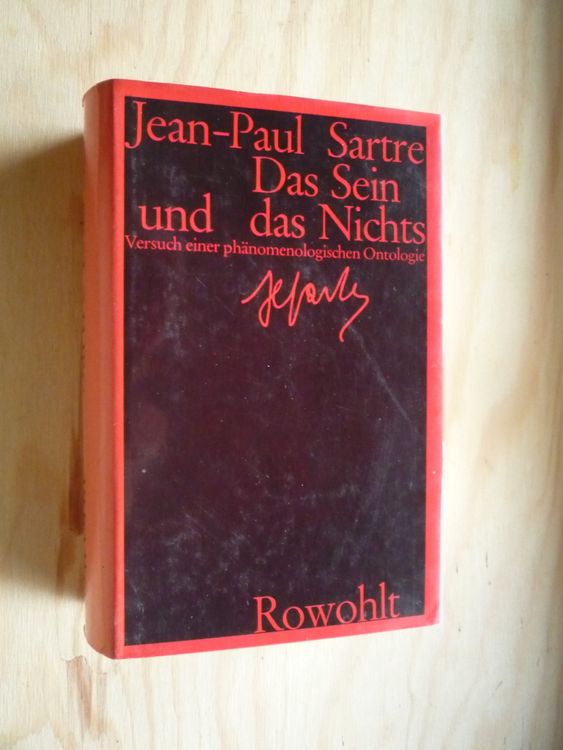 Jean-Paul Sartre
Das Sein
und das Nichts
Versuch einer phänomenologischen Ontologie
Rowohlt